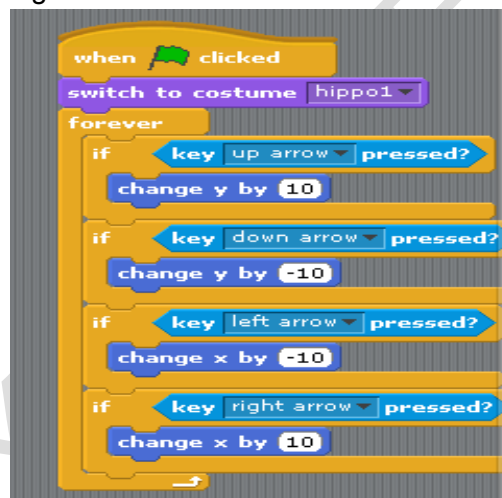 when clicked
switch to costume hippo1
forever
if key up arrow pressed?
change y by 10
if key down arrow pressed?
change y by -10
if key left arrow pressed?
change x by -10
if key right arrow pressed?
change x by 10